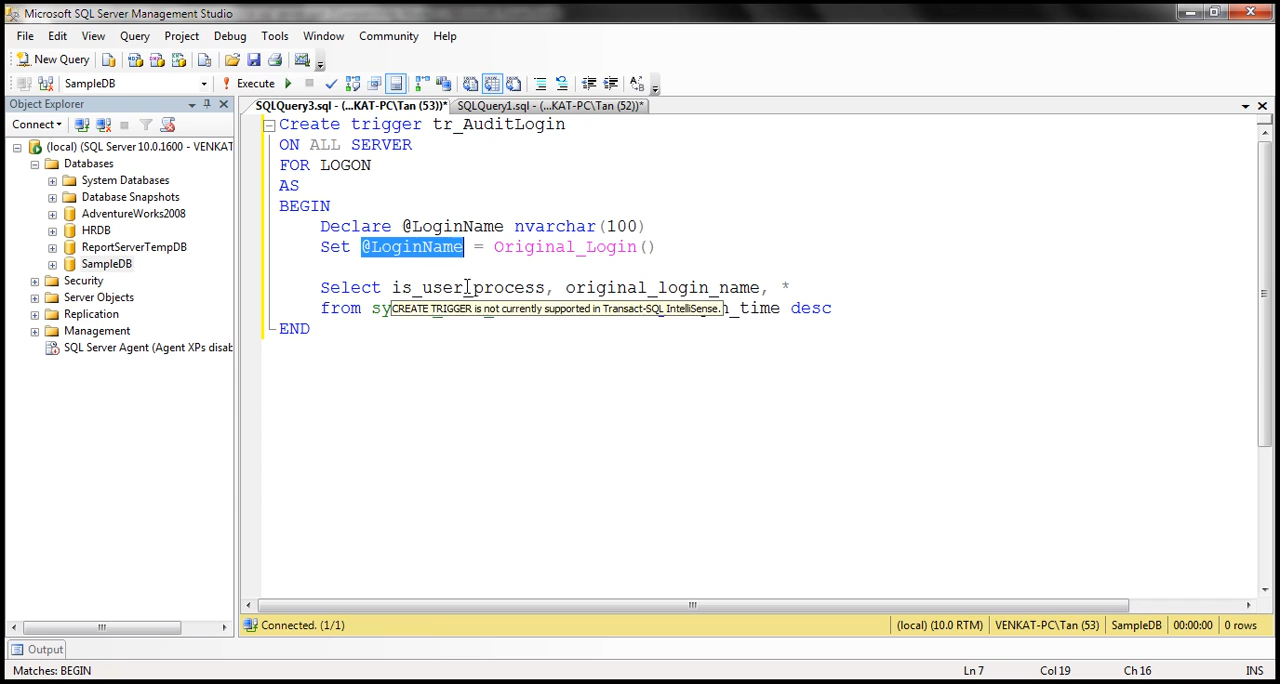 Microsoft SQL Server Management Studio
File Edit View Query Project Debug Tools Window Community Help
New Query
SampleDB Execute
Object Explorer
SQLQuery3.sql - (...KAT-PC\Tan (53))* SQLQuery1.sql - (...KAT-PC\Tan (52))*
Connect
(local) (SQL Server 10.0.1600 - VENKAT
Databases
System Databases
Database Snapshots
AdventureWorks2008
HRDB
ReportServerTempDB
SampleDB
Security
Server Objects
Replication
Management
SQL Server Agent (Agent XPs disab
Create trigger tr_AuditLogin
ON ALL SERVER
FOR LOGON
AS
BEGIN
Declare @LoginName nvarchar(100)
Set @LoginName = Original_Login()
Select is_user_process, original_login_name, *
from sy n_time desc
CREATE TRIGGER is not currently supported in Transact-SQL IntelliSense.
END
Connected. (1/1) (local) (10.0 RTM) VENKAT-PC\Tan (53) SampleDB 00:00:00 0 rows
Output
Matches: BEGIN Ln 7 Col 19 Ch 16 INS